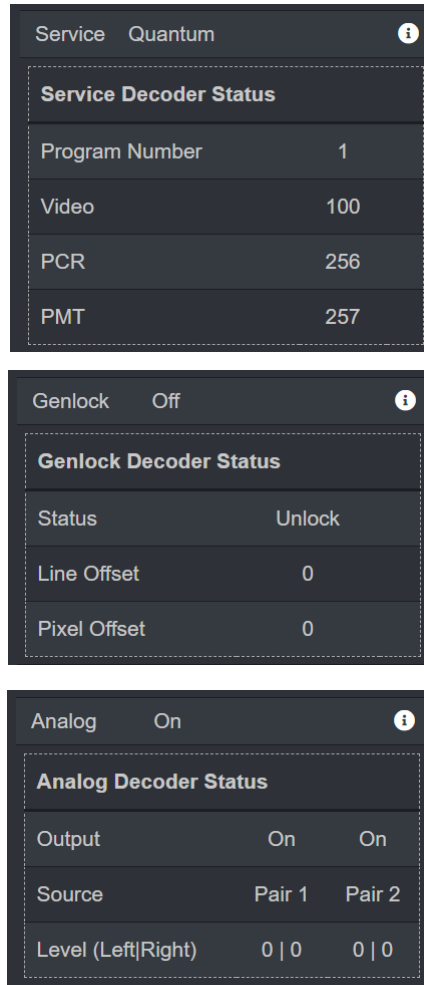 Service Quantum
Service Decoder Status
Program Number 1
Video 100
PCR 256
PMT 257
Genlock Off
Genlock Decoder Status
Status Unlock
Line Offset 0
Pixel Offset 0
Analog On
Analog Decoder Status
Output On On
Source Pair 1 Pair 2
Level (Left|Right) 0 | 0 0 | 0